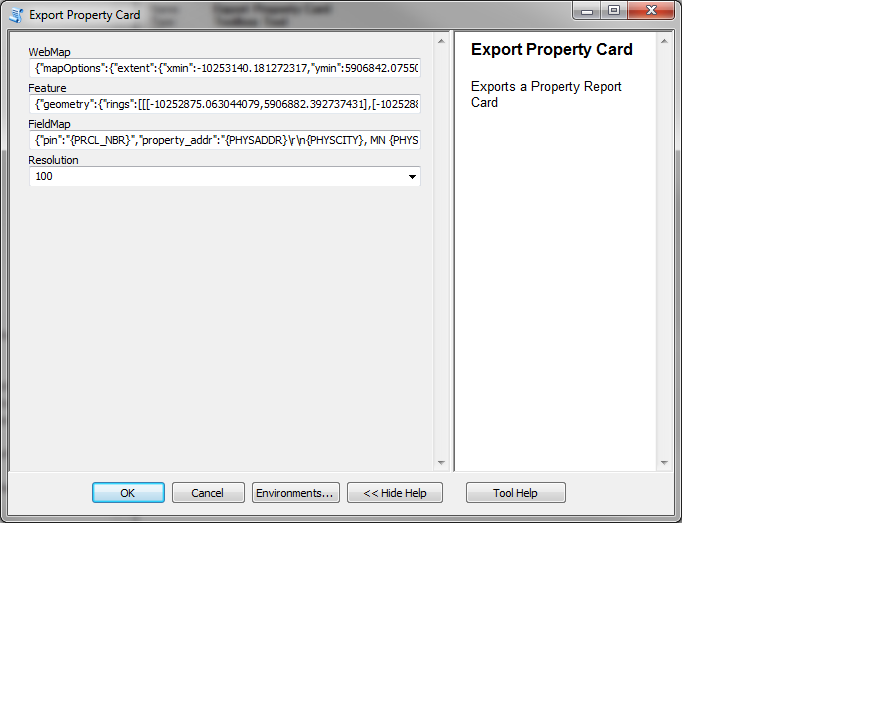 Export Property Card
WebMap
{"mapOptions":{"extent":{"xmin":-10253140.181272317,"ymin":5906842.07550
Feature
{"geometry":{"rings":[[[-10252875.063044079,5906882.392737431],[-1025288
FieldMap
{"pin":"{PRCL_NBR}","property_addr":"{PHYSADDR}\r\n{PHYSCITY}, MN {PHYS
Resolution
100
Export Property Card
Exports a Property Report
Card
OK
Cancel
Environments...
<< Hide Help
Tool Help